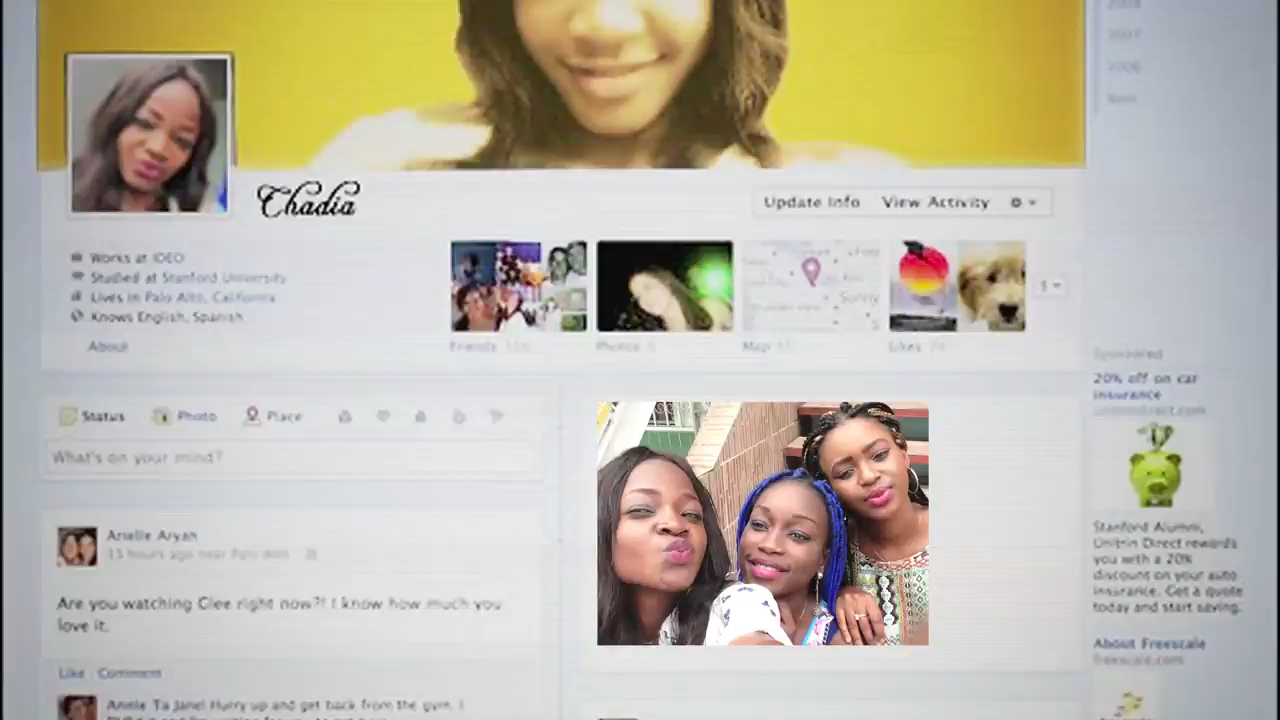 2007
2006
Chadia
Update Info
View Activity
Works at IDEO
Studied at Stanford University
Lives in Palo Alto, California
Knows English, Spanish
About
Friends
Photos
Map
Likes
Status
Photo
Place
What's on your mind?
Arielle Aryah
15 hours ago near Palo Alto
Are you watching Glee right now?! I know how much you
love it.
Like · Comment
Annie Ta Jane! Hurry up and get back from the gym. I
Sponsored
20% off on car
insurance
unitrindirect.com
Stanford Alumni,
Unitrin Direct rewards
you with a 20%
discount on your auto
insurance. Get a quote
today and start saving.
About Freescale
freescale.com